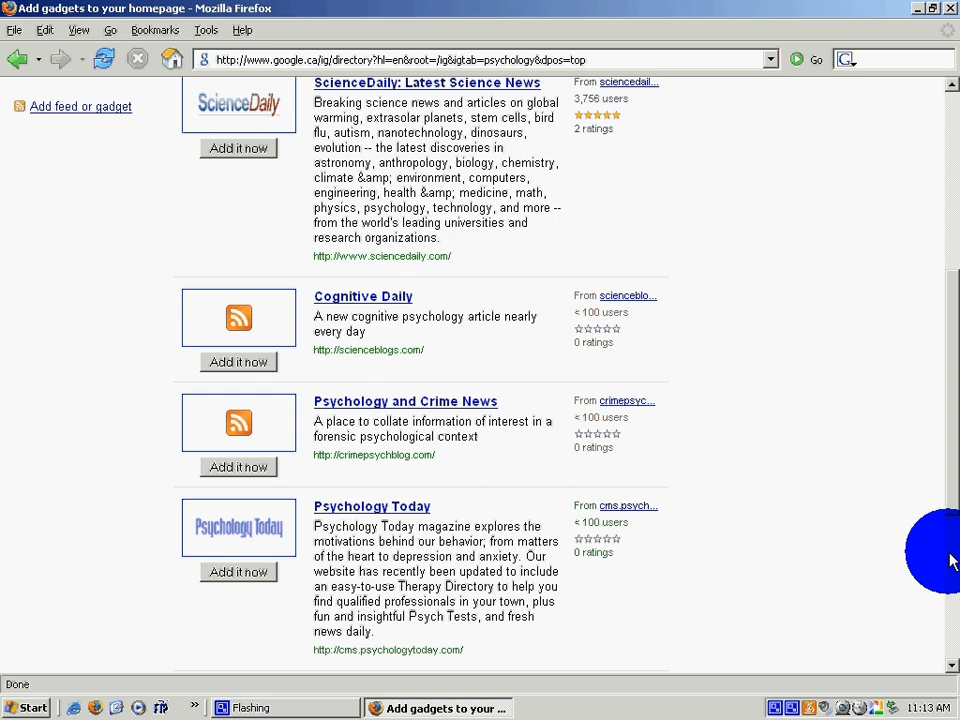 Add gadgets to your homepage - Mozilla Firefox
File Edit View Go Bookmarks Tools Help
http://www.google.ca/ig/directory?hl=en&root=/ig&igtab=psychology&dpos=top
Go
Add feed or gadget
ScienceDaily
Add it now
ScienceDaily: Latest Science News
Breaking science news and articles on global
warming, extrasolar planets, stem cells, bird
flu, autism, nanotechnology, dinosaurs,
evolution -- the latest discoveries in
astronomy, anthropology, biology, chemistry,
climate &amp; environment, computers,
engineering, health &amp; medicine, math,
physics, psychology, technology, and more --
from the world's leading universities and
research organizations.
http://www.sciencedaily.com/
From sciencedail...
3,756 users
2 ratings
Add it now
Cognitive Daily
A new cognitive psychology article nearly
every day
http://scienceblogs.com/
From scienceblo...
< 100 users
0 ratings
Add it now
Psychology and Crime News
A place to collate information of interest in a
forensic psychological context
http://crimepsychblog.com/
From crimepsyc...
< 100 users
0 ratings
Psychology Today
Add it now
Psychology Today
Psychology Today magazine explores the
motivations behind our behavior; from matters
of the heart to depression and anxiety. Our
website has recently been updated to include
an easy-to-use Therapy Directory to help you
find qualified professionals in your town, plus
fun and insightful Psych Tests, and fresh
news daily.
http://cms.psychologytoday.com/
From cms.psych...
< 100 users
0 ratings
Done
Start
Flashing
Add gadgets to your ...
11:13 AM